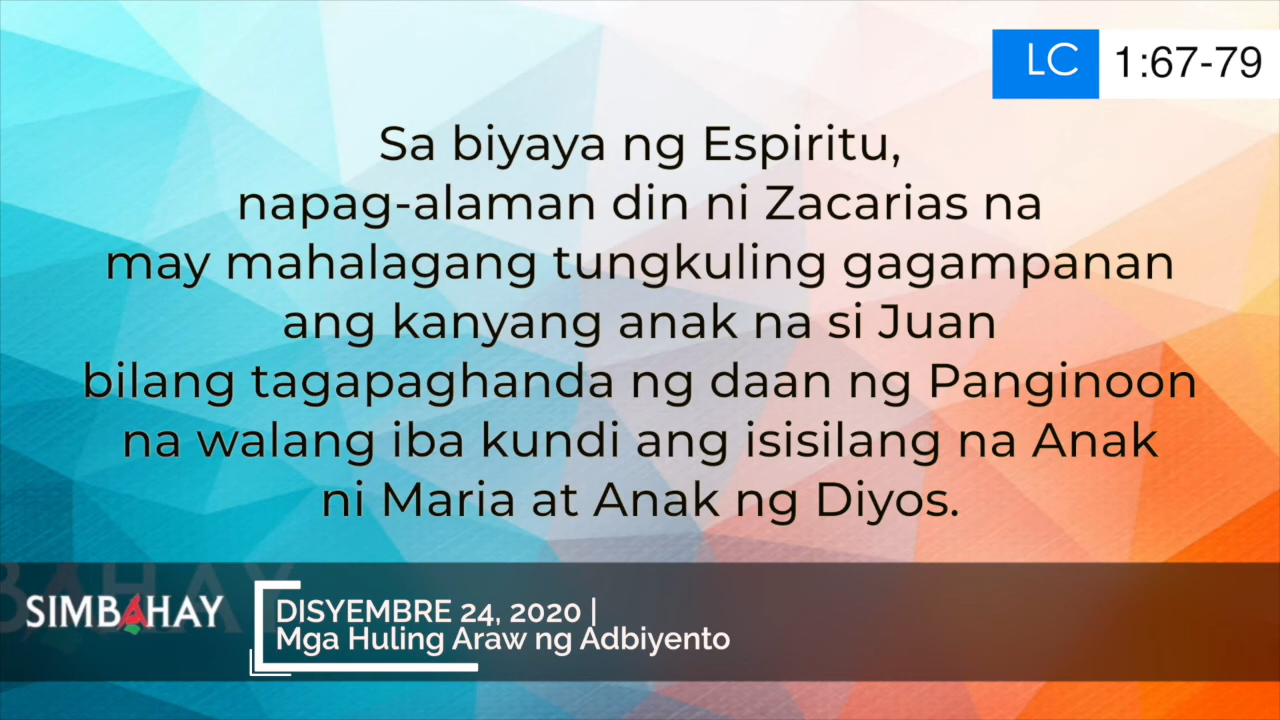 LC 1:67-79
Sa biyaya ng Espiritu,
napag-alaman din ni Zacarias na
may mahalagang tungkuling gagampanan
ang kanyang anak na si Juan
bilang tagapaghanda ng daan ng Panginoon
na walang iba kundi ang isisilang na Anak
ni Maria at Anak ng Diyos.
SIMBAHAY
DISYEMBRE 24, 2020 |
Mga Huling Araw ng Adbiyento